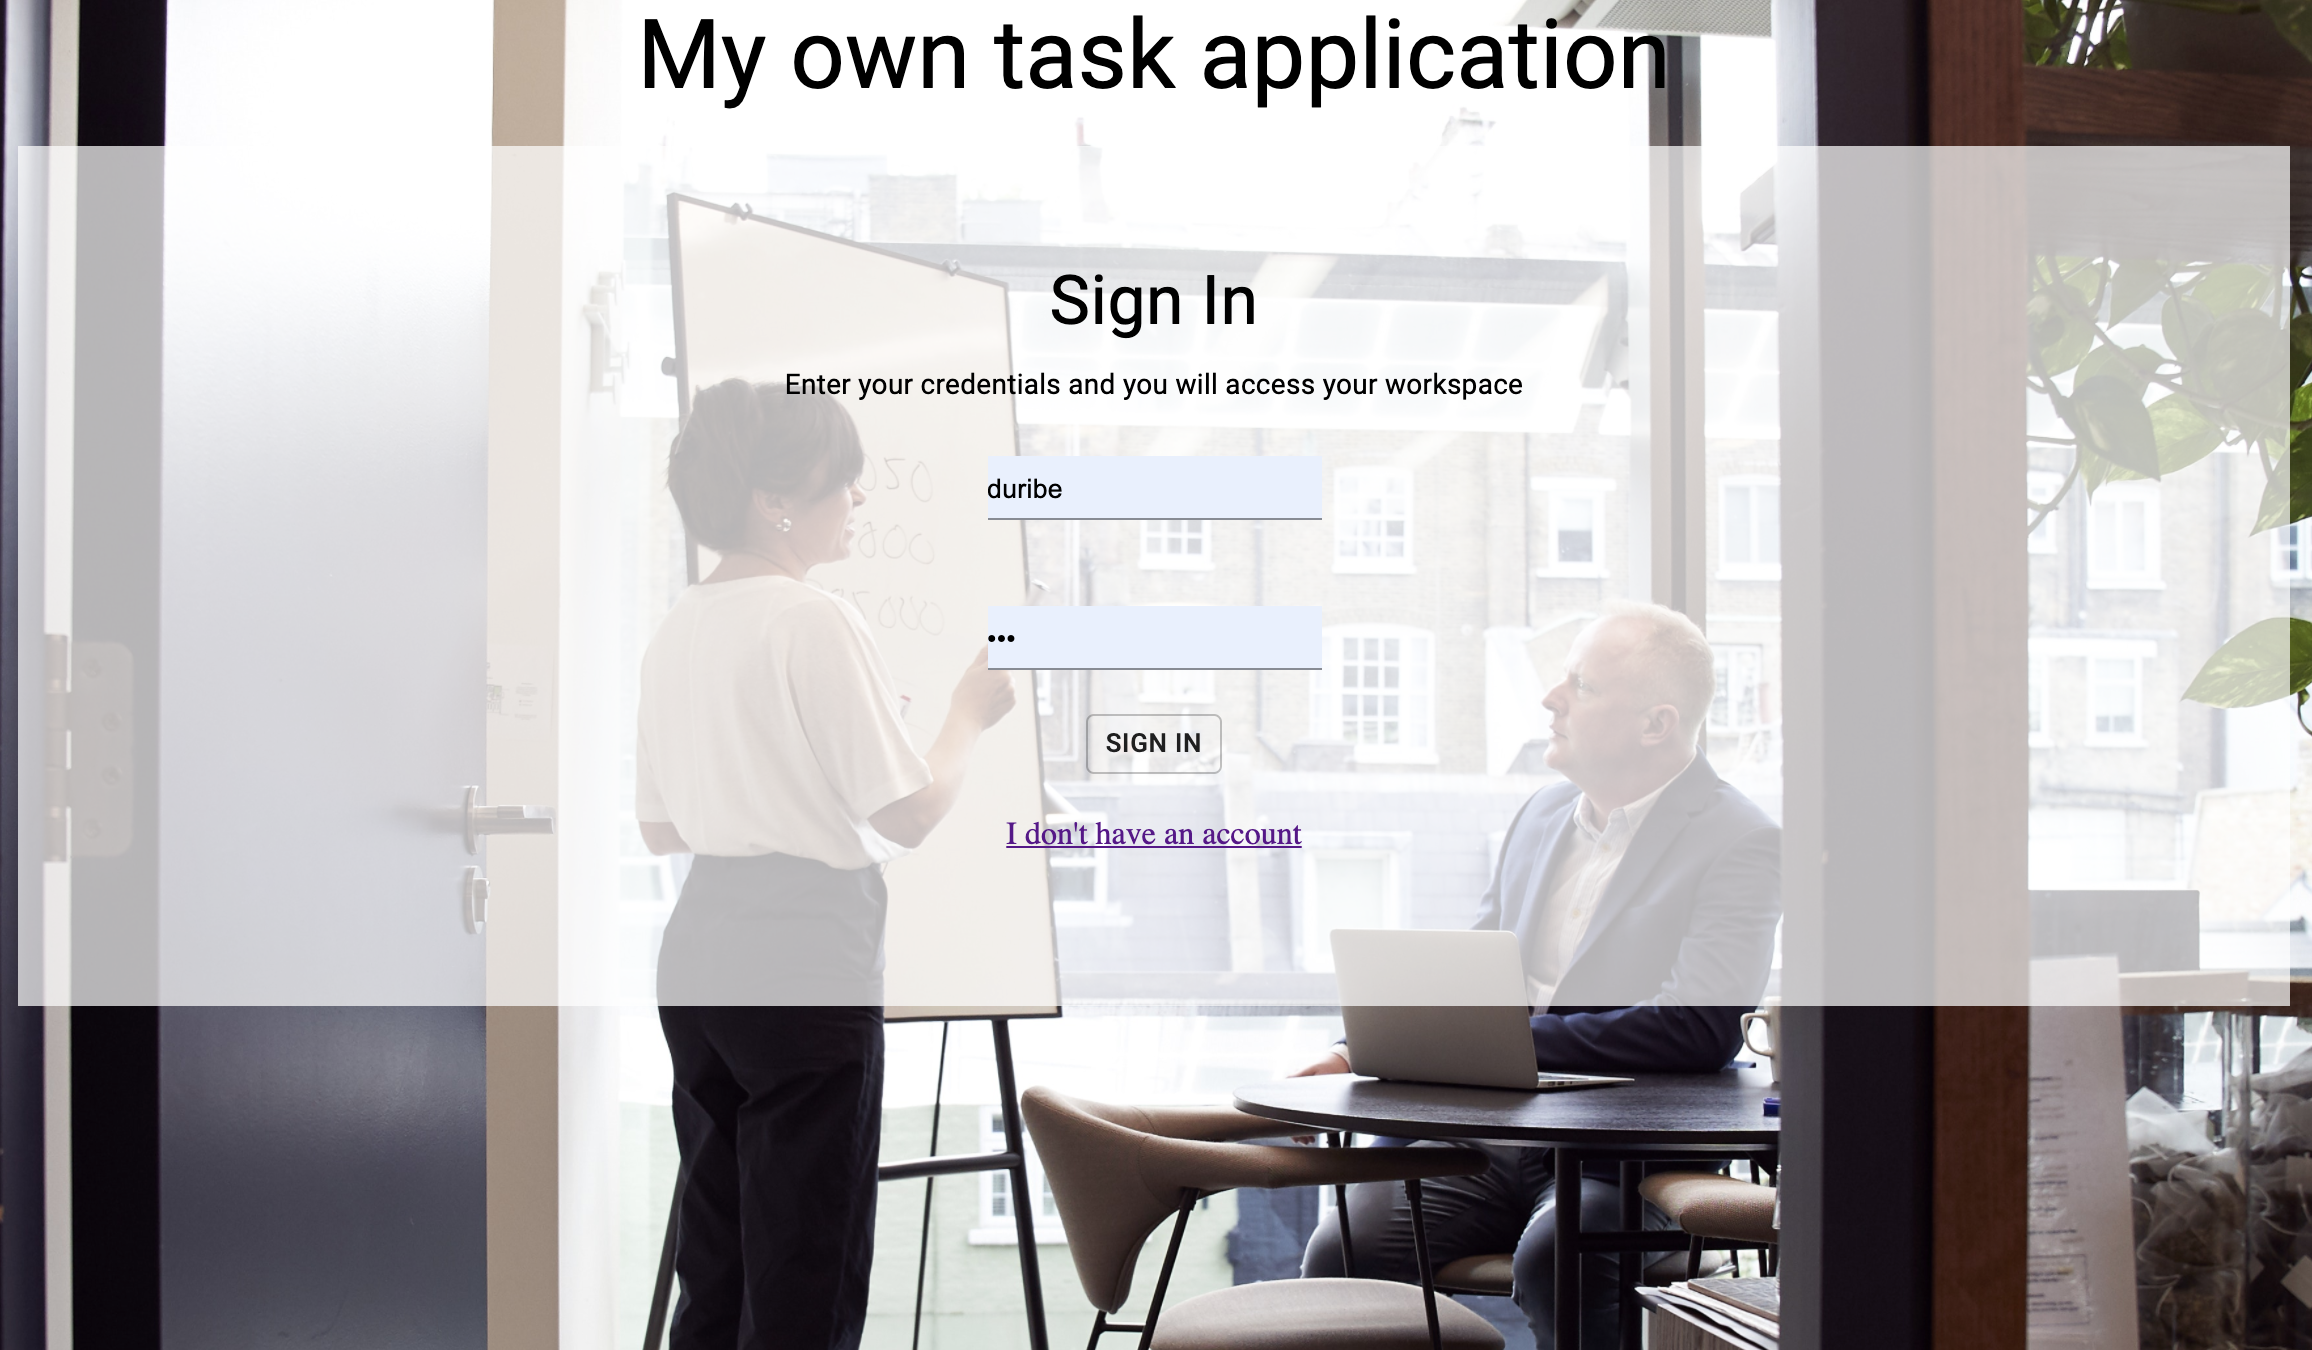 My own task application
Sign In
Enter your credentials and you will access your workspace
duribe
•••
SIGN IN
I don't have an account